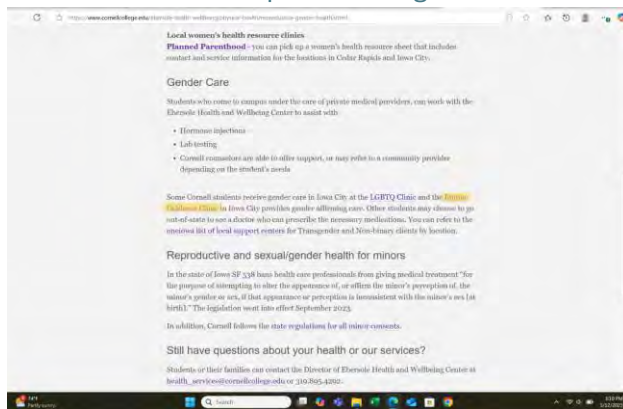 https://www.cornellcollege.edu/
Local women's health resource clinics
Planned Parenthood - you can pick up a women's health resource sheet that includes
contact and service information for the locations in Cedar Rapids and Iowa City.
Gender Care
Students who come to campus under the care of private medical providers, can work with the
Ebersole Health and Wellbeing Center to assist with
• Hormone injections
• Lab testing
• Cornell counselors are able to offer support, or may refer to a community provider
depending on the student's needs
Some Cornell students receive gender care in Iowa City at the LGBTQ Clinic and the
Guidance Clinic in Iowa City provides gender affirming care. Other students may choose to go
out-of-state to see a doctor who can prescribe the necessary medications. You can refer to the
oneiowa list of local support centers for Transgender and Non-binary clients by location.
Reproductive and sexual/gender health for minors
In the state of Iowa SF 538 bans health care professionals from giving medical treatment "for
the purpose of attempting to alter the appearance of, or affirm the minor's perception of, the
minor's gender or sex, if that appearance or perception is inconsistent with the minor's sex [at
birth]." The legislation went into effect September 2023.
In addition, Cornell follows the state regulations for all minor consents.
Still have questions about your health or our services?
Students or their families can contact the Director of Ebersole Health and Wellbeing Center at
health_services@cornellcollege.edu or 319.895.4292.
Partly sunny
Search